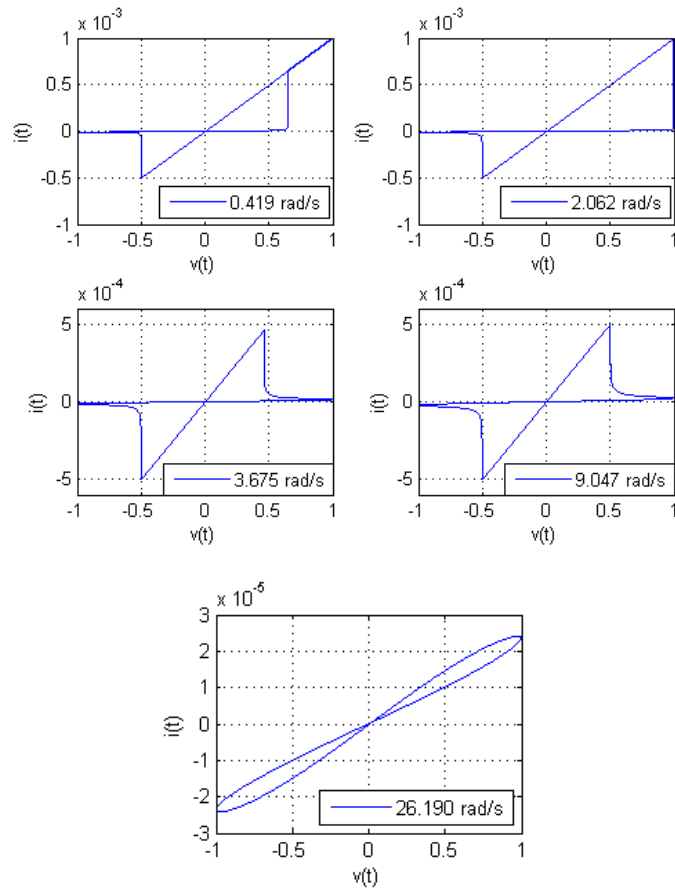 x 10^-3
1
0.5
0
-0.5
-1
i(t)
-1 -0.5 0 0.5 1
v(t)
0.419 rad/s
x 10^-3
1
0.5
0
-0.5
-1
i(t)
-1 -0.5 0 0.5 1
v(t)
2.062 rad/s
x 10^-4
5
0
-5
i(t)
-1 -0.5 0 0.5 1
v(t)
3.675 rad/s
x 10^-4
5
0
-5
i(t)
-1 -0.5 0 0.5 1
v(t)
9.047 rad/s
x 10^-5
3
2
1
0
-1
-2
-3
i(t)
-1 -0.5 0 0.5 1
v(t)
26.190 rad/s